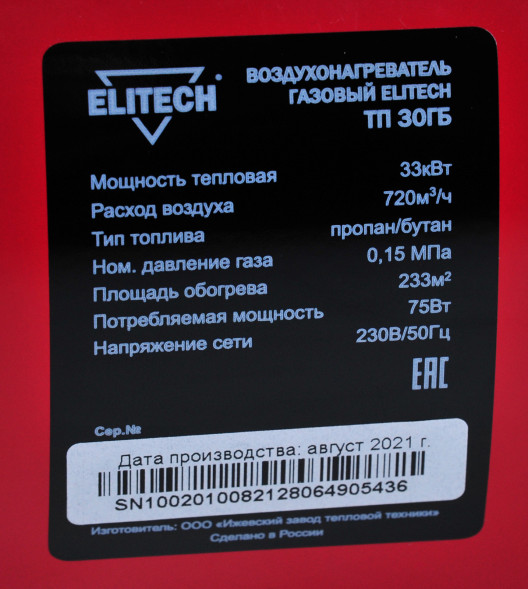 ELITECH
ВОЗДУХОНАГРЕВАТЕЛЬ
ГАЗОВЫЙ ELITECH
ТП 30ГБ
Мощность тепловая 33кВт
Расход воздуха 720м³/ч
Тип топлива пропан/бутан
Ном. давление газа 0,15 МПа
Площадь обогрева 233м²
Потребляемая мощность 75Вт
Напряжение сети 230В/50Гц
ЕАС
Сер.№
Дата производства: август 2021 г.
SN1002010082128064905436
Изготовитель: ООО «Ижевский завод тепловой техники»
Сделано в России